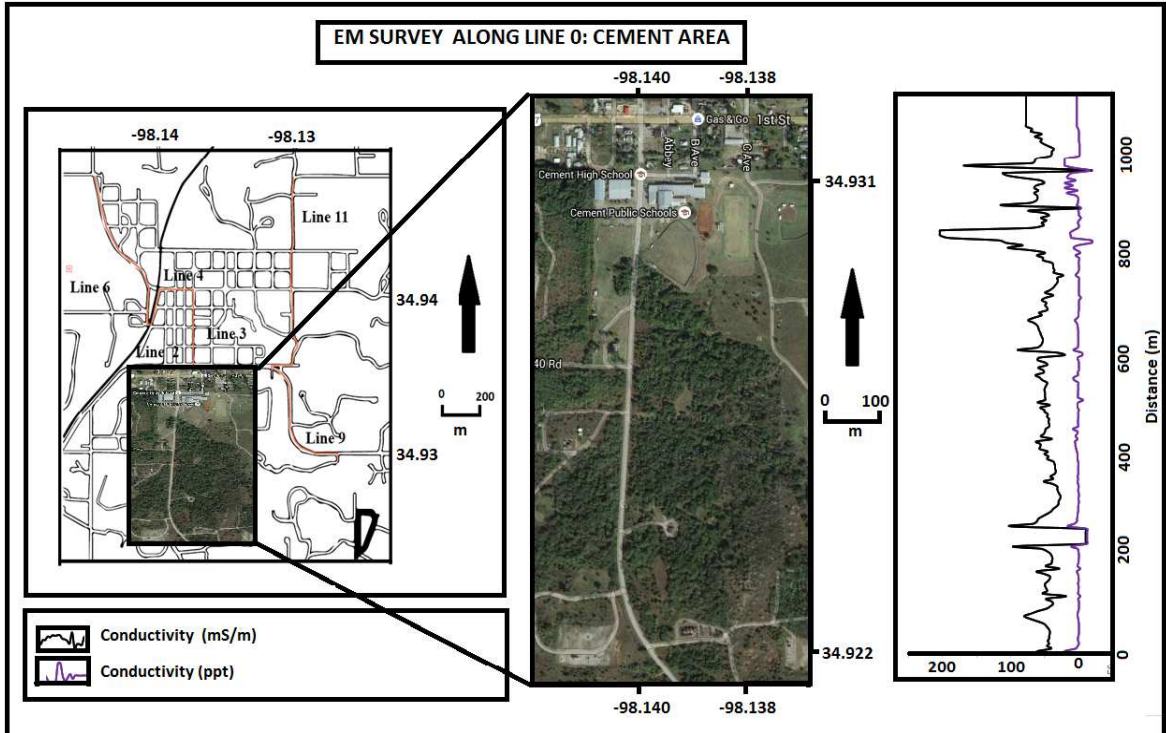 EM SURVEY ALONG LINE 0: CEMENT AREA
-98.14
-98.13
Line 11
Line 4
Line 6
Line 3
Line 2
Line 9
34.94
34.93
0 200
m
-98.140
-98.138
Gas & Go
1st St
Abbey
B Ave
C Ave
Cement High School
Cement Public Schools
40 Rd
34.931
34.922
0 100
m
-98.140
-98.138
1000
800
600
400
200
0
Distance (m)
200
100
0
Conductivity (mS/m)
Conductivity (ppt)